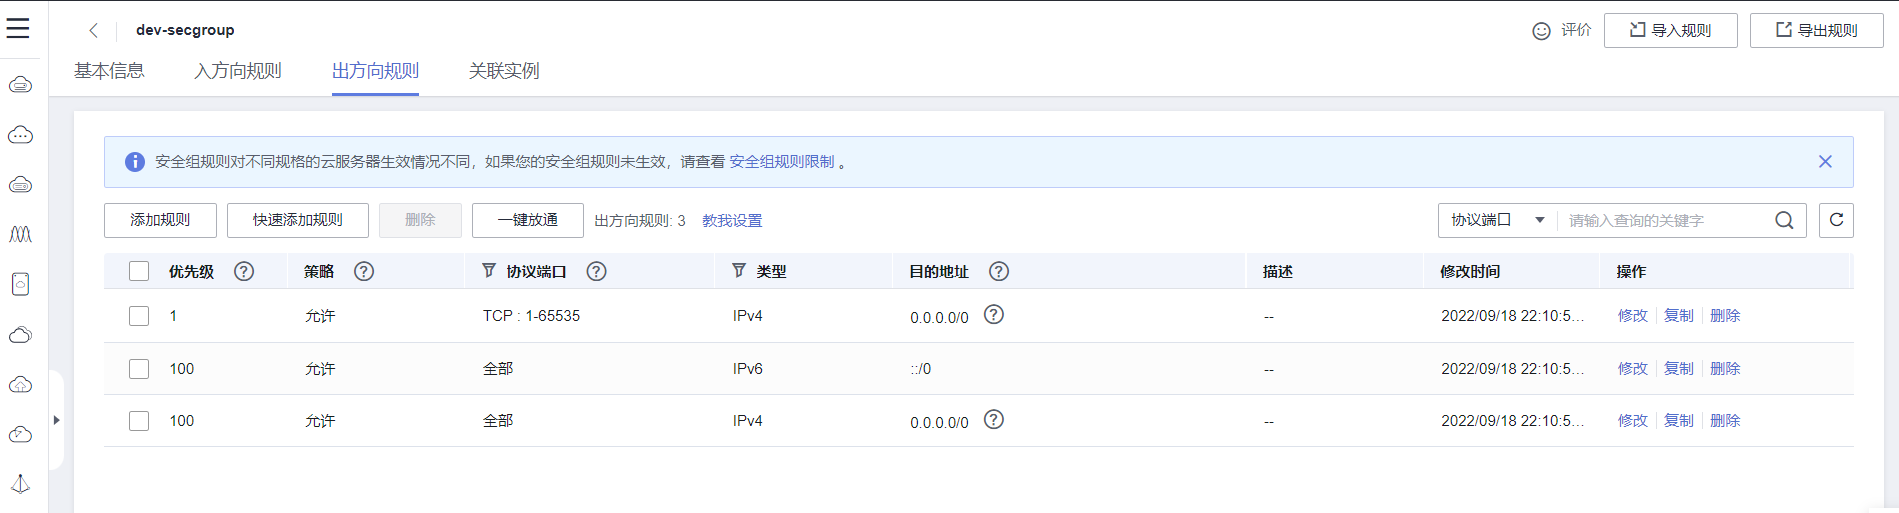 dev-secgroup
评价 导入规则 导出规则
基本信息 入方向规则 出方向规则 关联实例
安全组规则对不同规格的云服务器生效情况不同，如果您的安全组规则未生效，请查看 安全组规则限制 。
添加规则 快速添加规则 删除 一键放通 出方向规则: 3 教我设置 协议端口 请输入查询的关键字
优先级 策略 协议端口 类型 目的地址 描述 修改时间 操作
1 允许 TCP : 1-65535 IPv4 0.0.0.0/0 -- 2022/09/18 22:10:5... 修改 复制 删除
100 允许 全部 IPv6 ::/0 -- 2022/09/18 22:10:5... 修改 复制 删除
100 允许 全部 IPv4 0.0.0.0/0 -- 2022/09/18 22:10:5... 修改 复制 删除